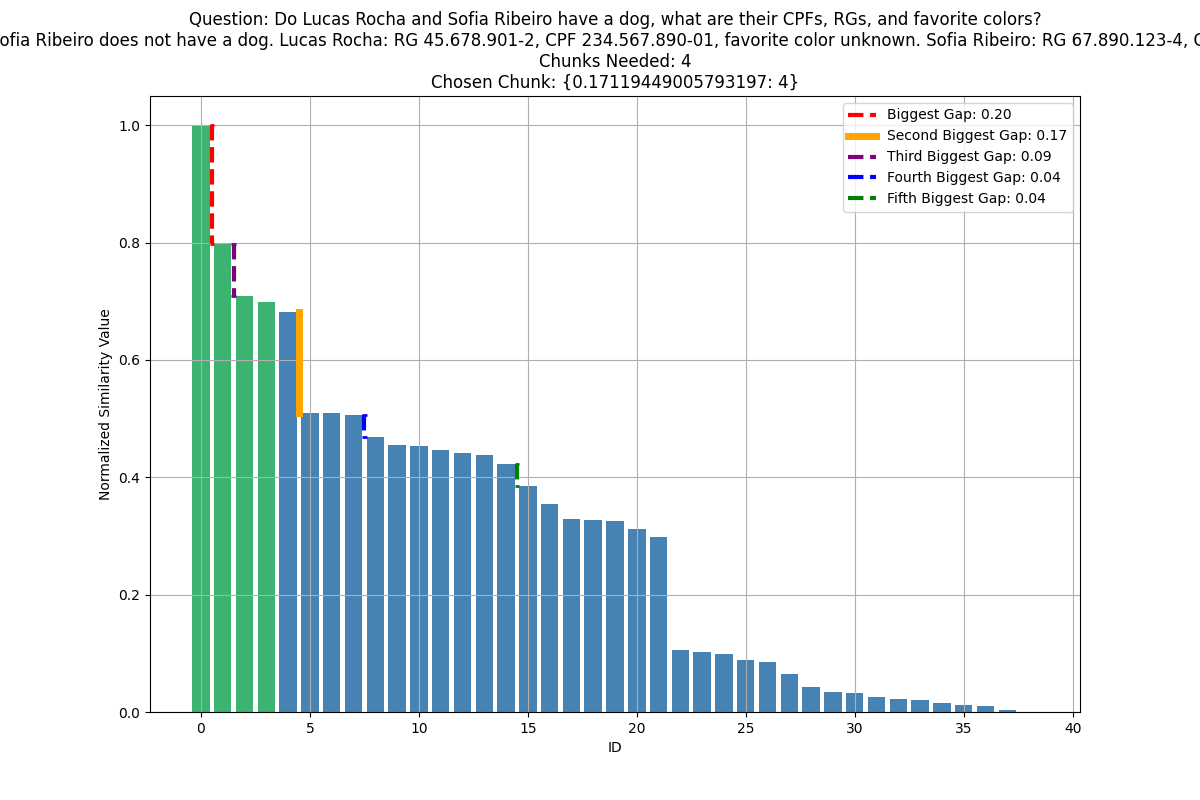 Question: Do Lucas Rocha and Sofia Ribeiro have a dog, what are their CPFs, RGs, and favorite colors?
ofia Ribeiro does not have a dog. Lucas Rocha: RG 45.678.901-2, CPF 234.567.890-01, favorite color unknown. Sofia Ribeiro: RG 67.890.123-4, C
Chunks Needed: 4
Chosen Chunk: {0.17119449005793197: 4}
Biggest Gap: 0.20
Second Biggest Gap: 0.17
Third Biggest Gap: 0.09
Fourth Biggest Gap: 0.04
Fifth Biggest Gap: 0.04
Normalized Similarity Value
1.0
0.8
0.6
0.4
0.2
0.0
0 5 10 15 20 25 30 35 40
ID